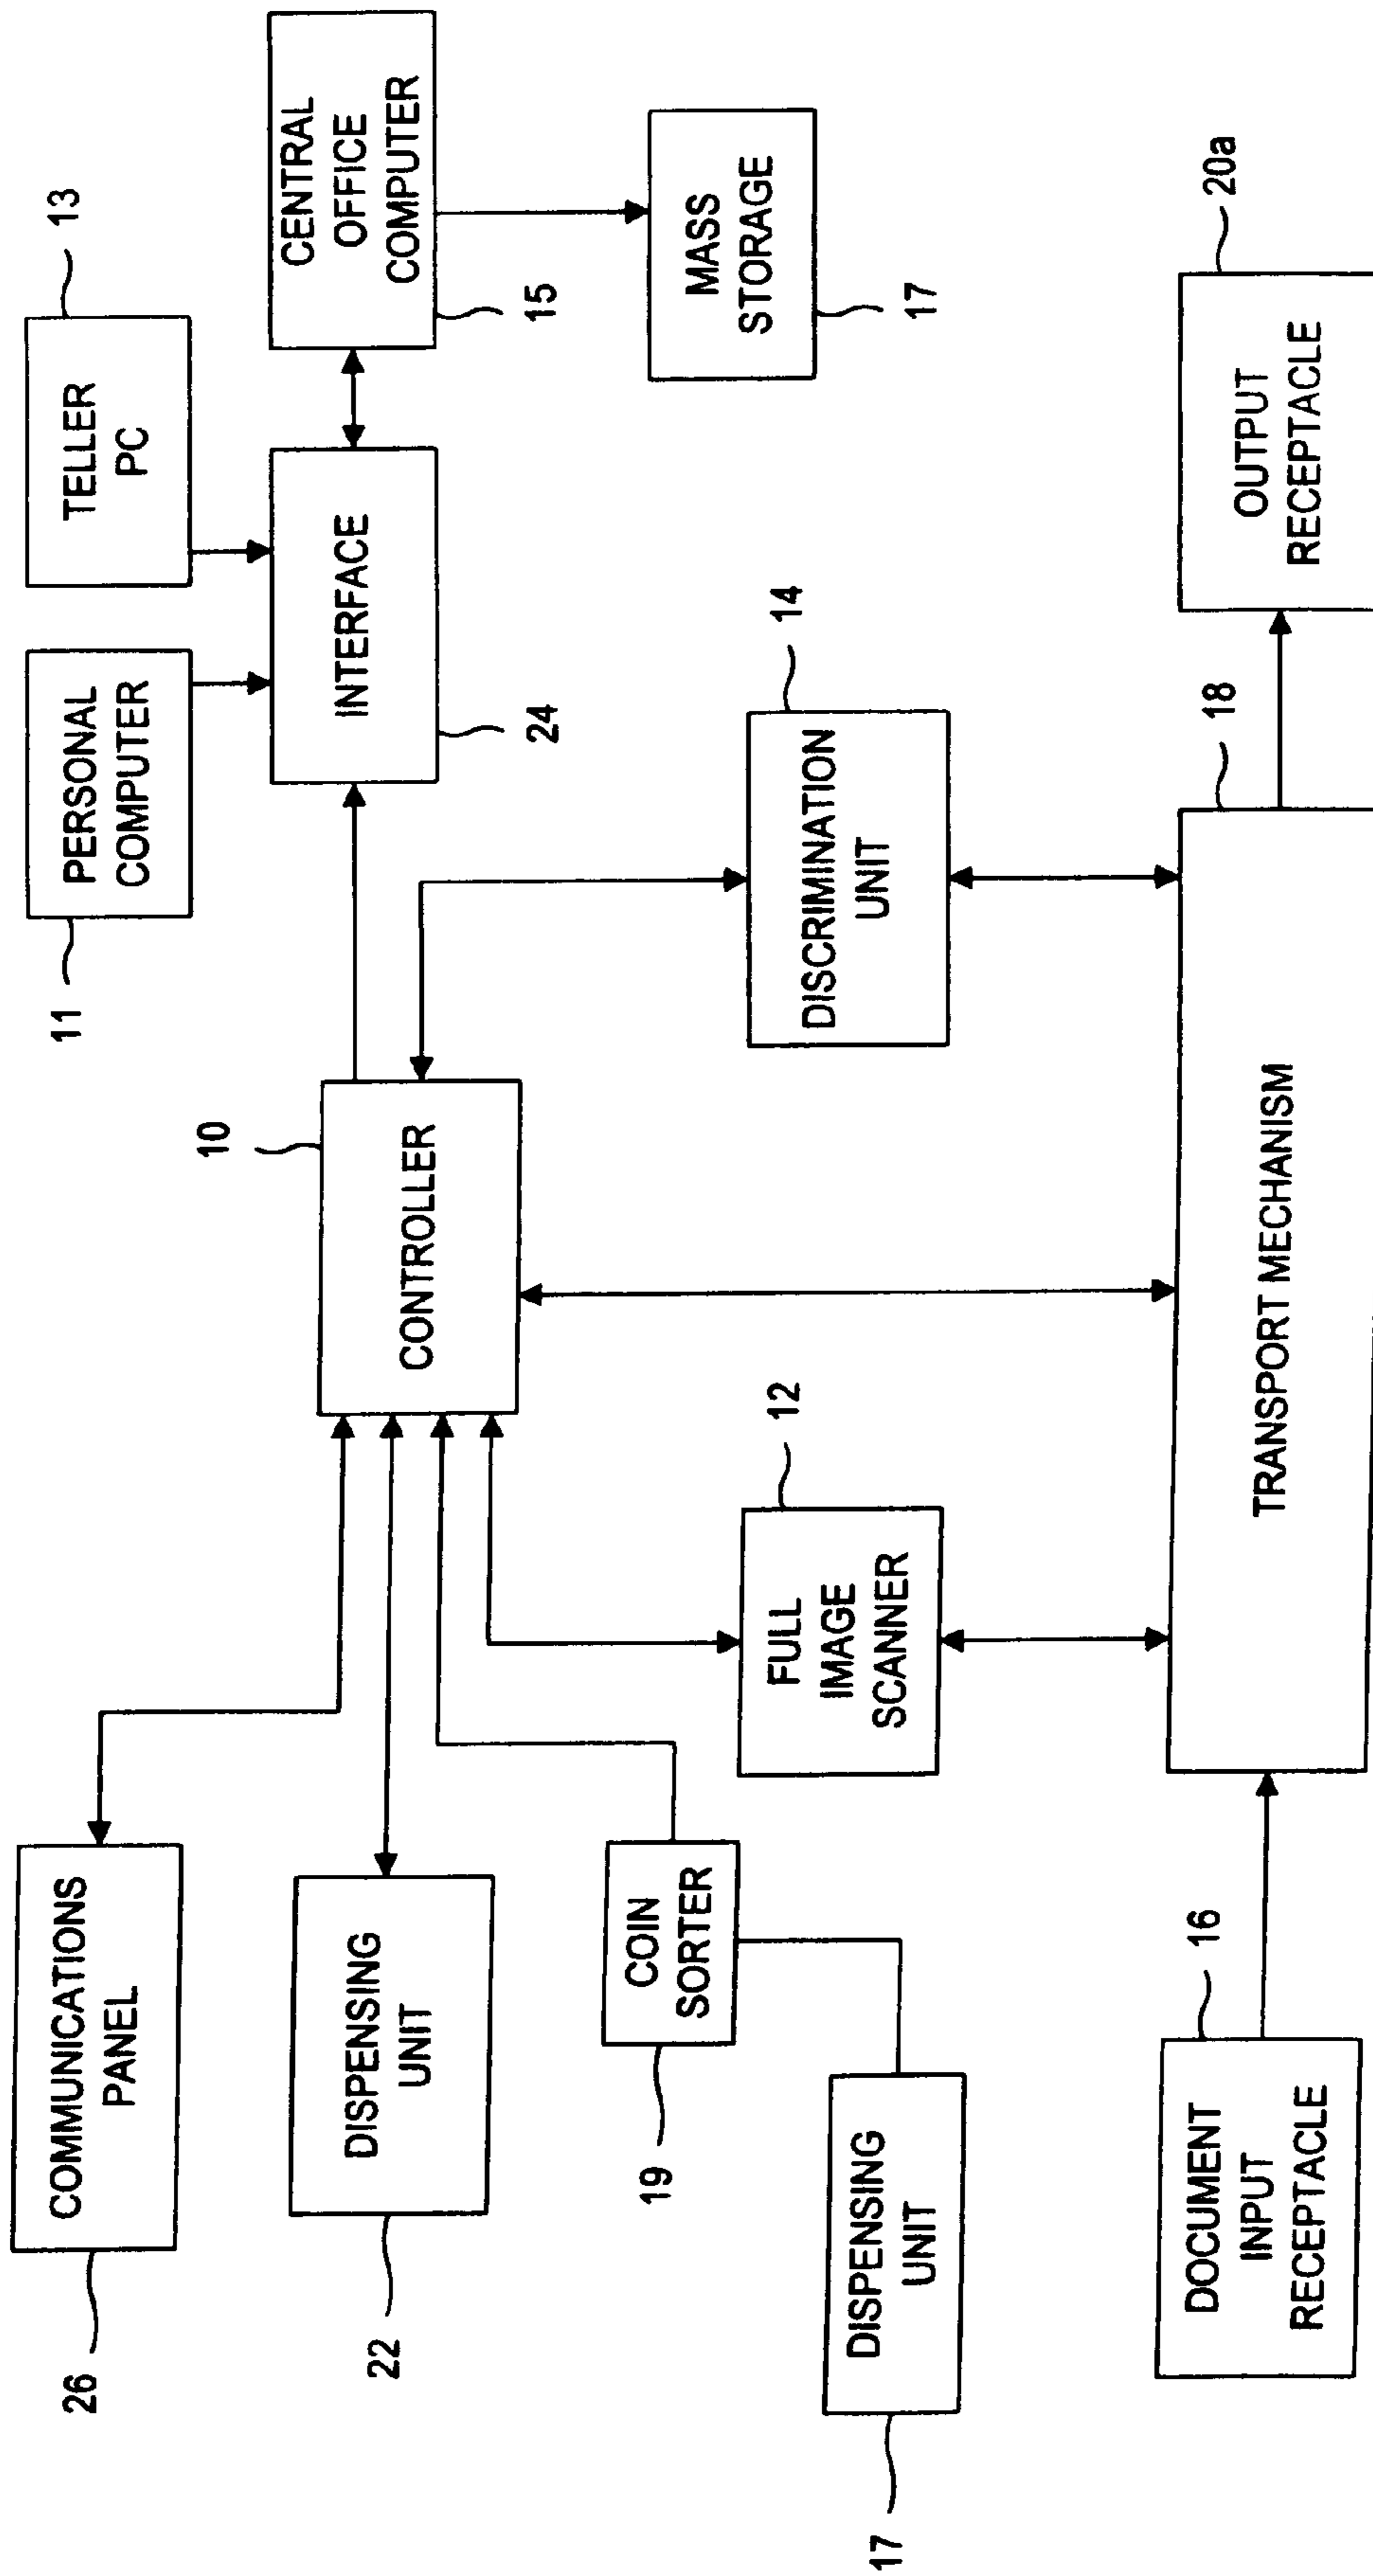 26
COMMUNICATIONS
PANEL
22
DISPENSING
UNIT
19
COIN
SORTER
17
DISPENSING
UNIT
16
DOCUMENT
INPUT
RECEPTACLE
12
FULL
IMAGE
SCANNER
10
CONTROLLER
11
PERSONAL
COMPUTER
13
TELLER
PC
24
INTERFACE
15
CENTRAL
OFFICE
COMPUTER
17
MASS
STORAGE
14
DISCRIMINATION
UNIT
18
TRANSPORT MECHANISM
20a
OUTPUT
RECEPTACLE